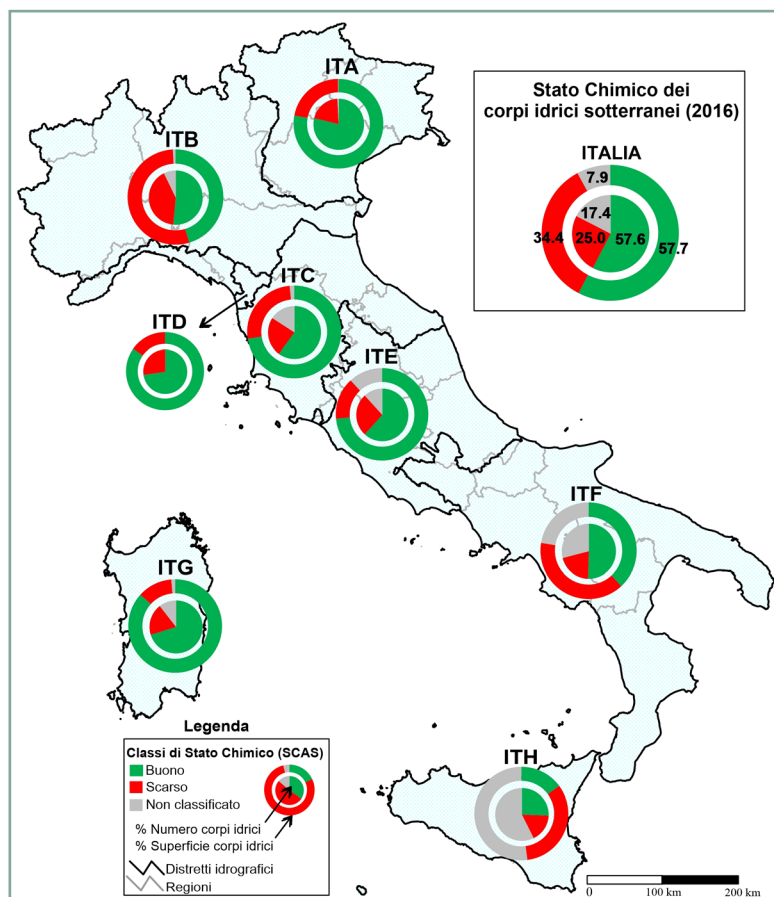 ITA
Stato Chimico dei
corpi idrici sotterranei (2016)
ITALIA
7.9
17.4
34.4
25.0
57.6
57.7
ITB
ITC
ITD
ITE
ITF
ITG
ITH
Legenda
Classi di Stato Chimico (SCAS)
Buono
Scarso
Non classificato
% Numero corpi idrici
% Superficie corpi idrici
Distretti idrografici
Regioni
0 100 km 200 km